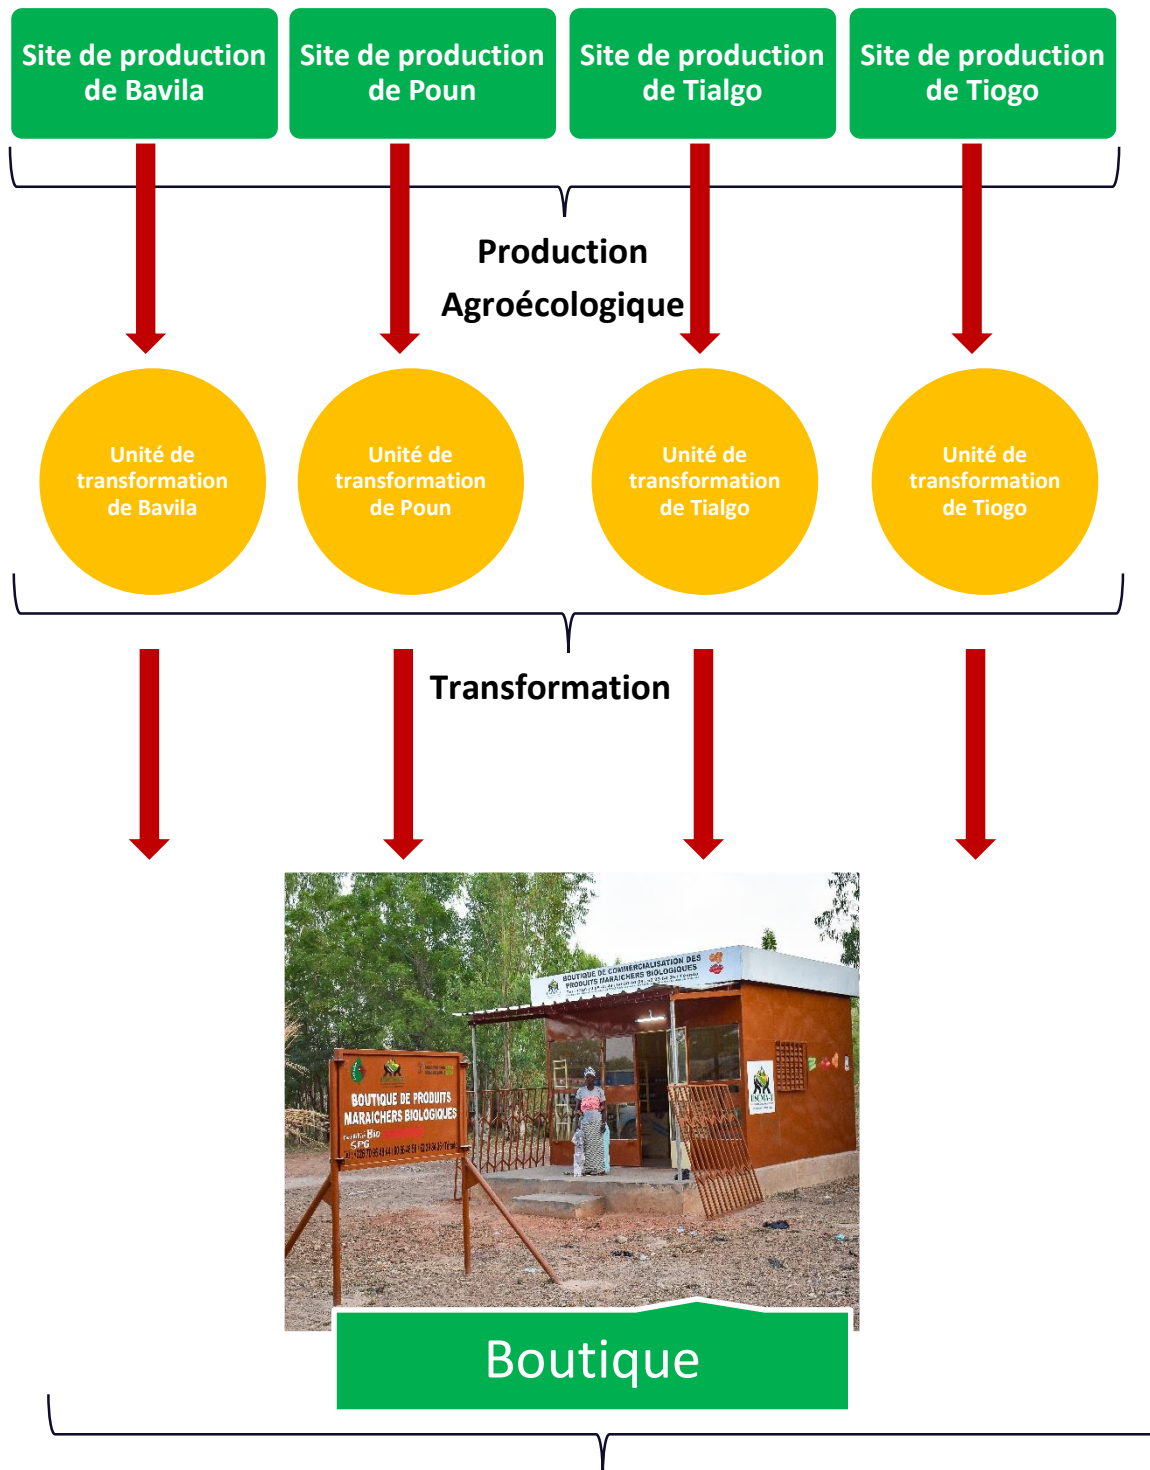 Site de production
de Bavila
Site de production
de Poun
Site de production
de Tialgo
Site de production
de Tiogo
Production
Agroécologique
Unité de
transformation
de Bavila
Unité de
transformation
de Poun
Unité de
transformation
de Tialgo
Unité de
transformation
de Tiogo
Transformation
BOUTIQUE DE COMMERCIALISATION DES
PRODUITS MARAICHERS BIOLOGIQUES
BOUTIQUE DE PRODUITS
MARAICHERS BIOLOGIQUES
Bio
SPG
Boutique